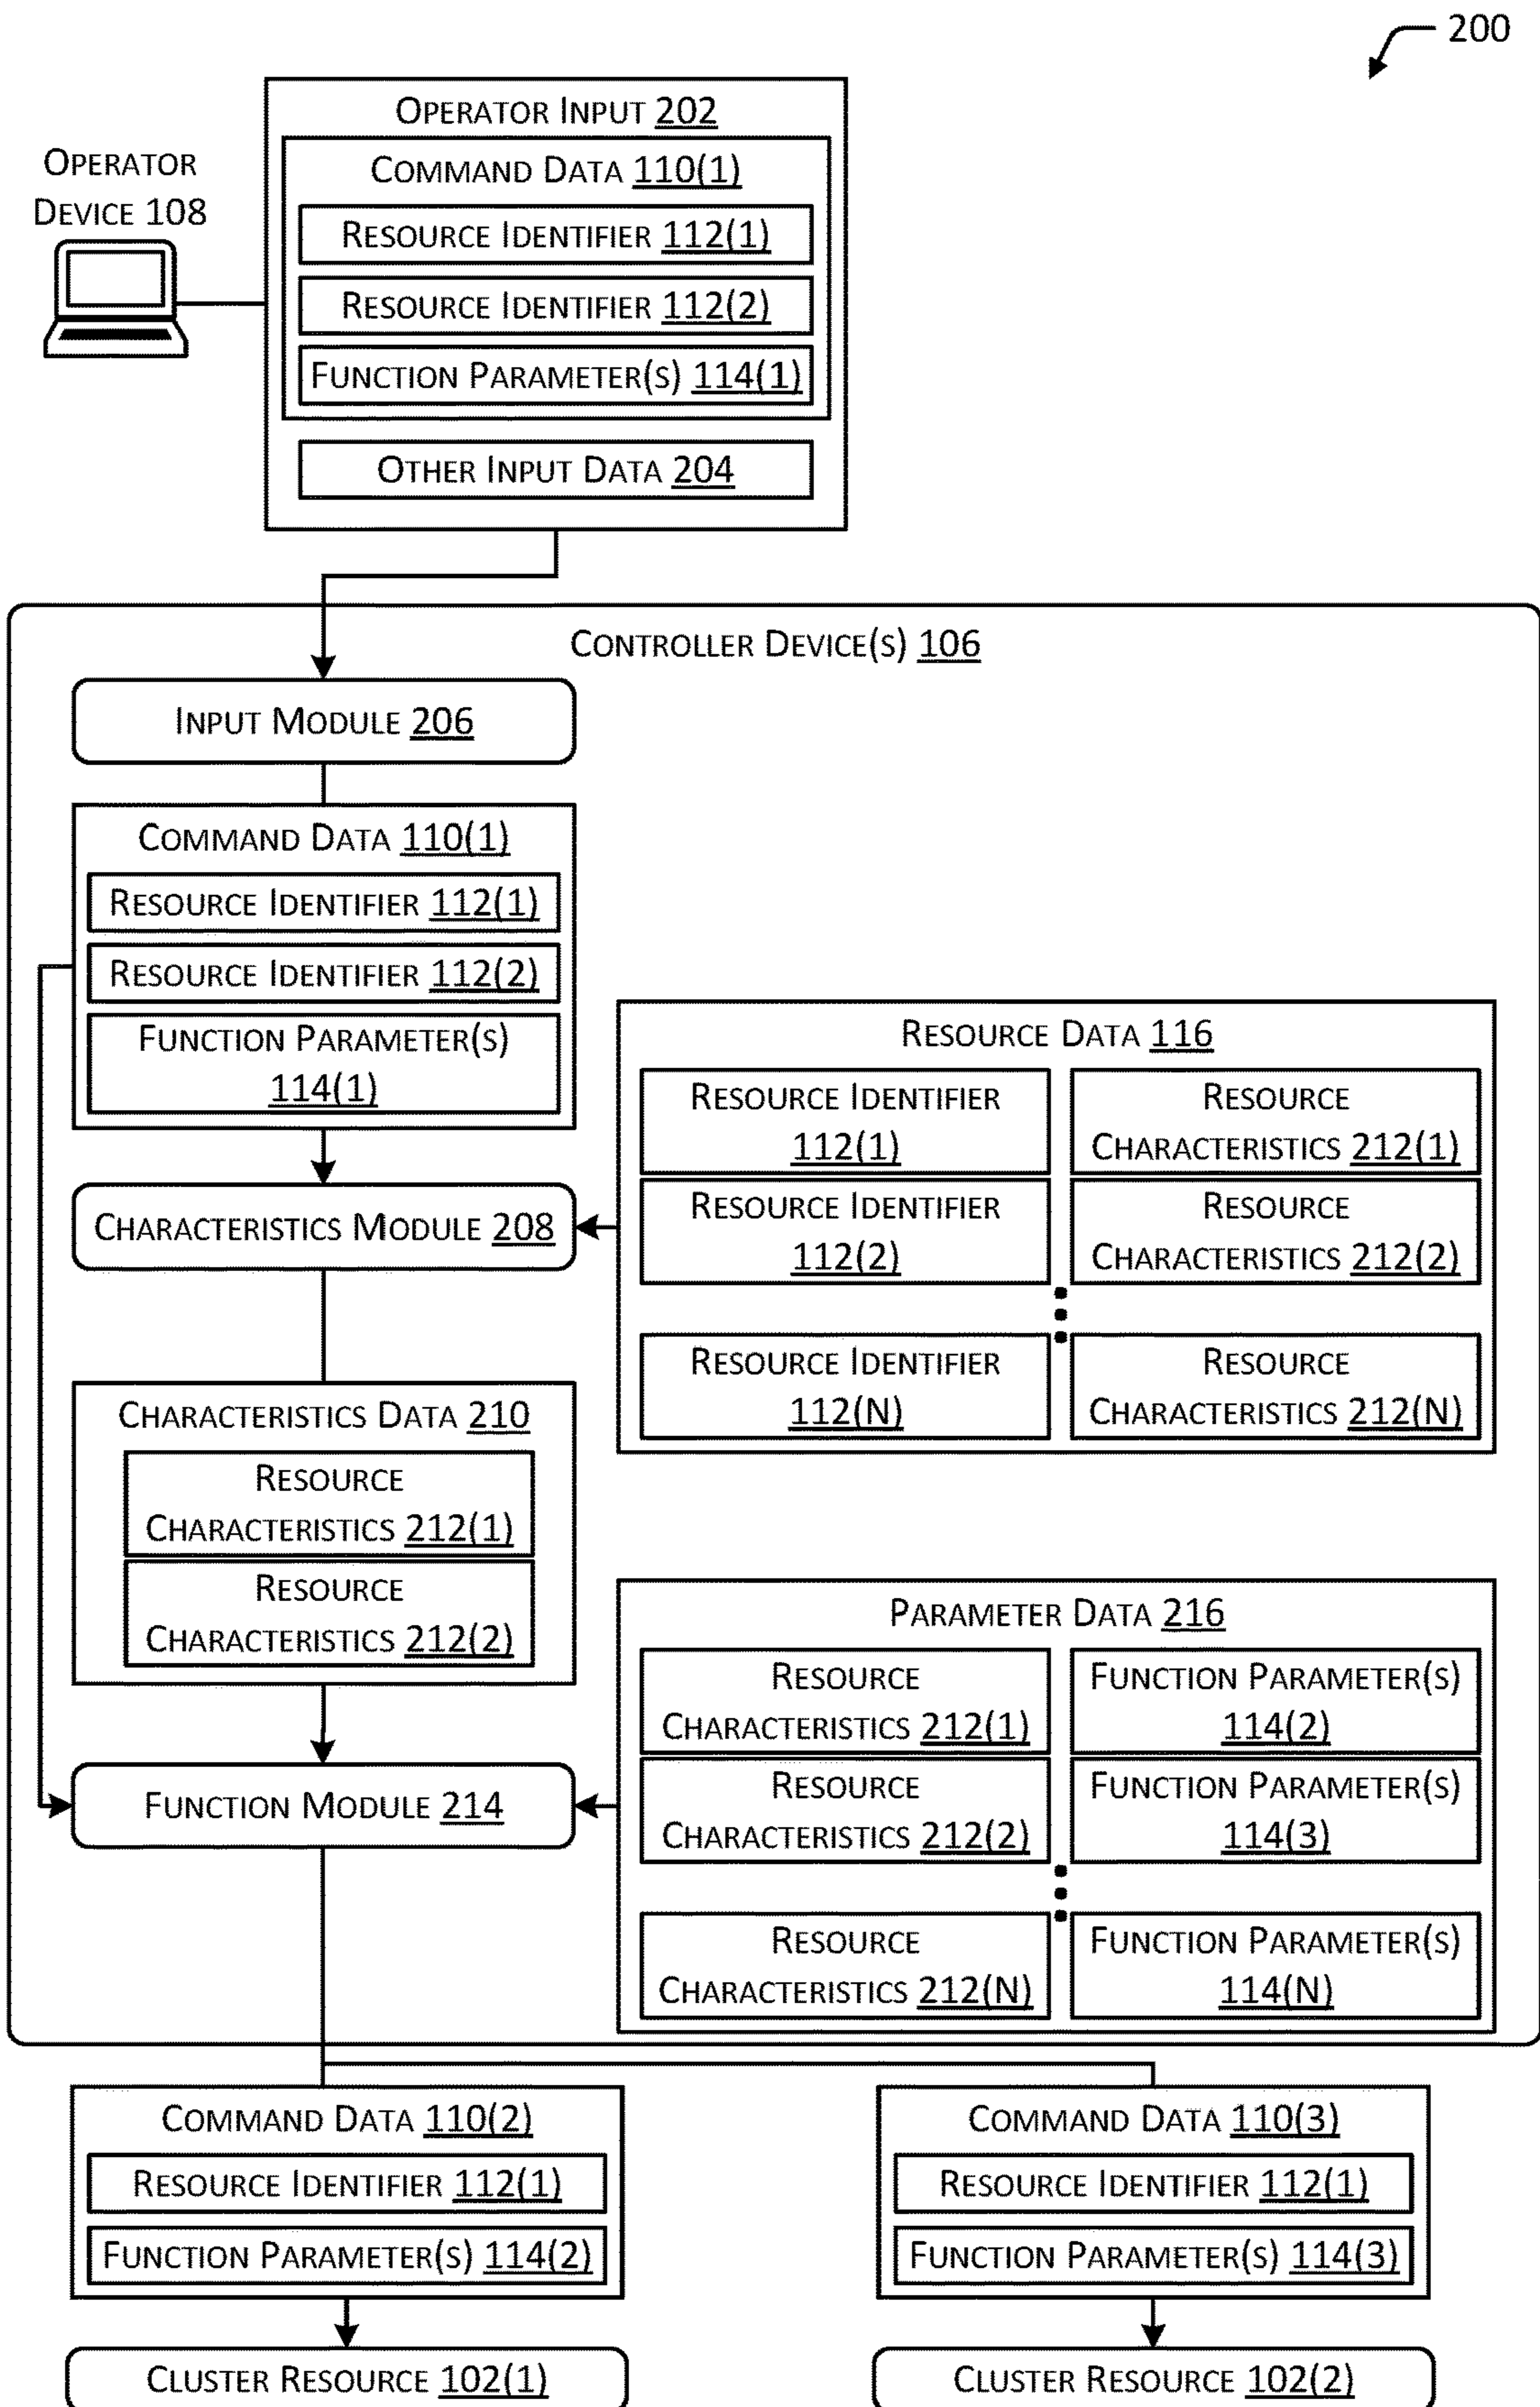 200
OPERATOR INPUT 202
COMMAND DATA 110(1)
RESOURCE IDENTIFIER 112(1)
RESOURCE IDENTIFIER 112(2)
FUNCTION PARAMETER(S) 114(1)
OTHER INPUT DATA 204
OPERATOR
DEVICE 108
CONTROLLER DEVICE(S) 106
INPUT MODULE 206
COMMAND DATA 110(1)
RESOURCE IDENTIFIER 112(1)
RESOURCE IDENTIFIER 112(2)
FUNCTION PARAMETER(S)
114(1)
CHARACTERISTICS MODULE 208
RESOURCE DATA 116
RESOURCE IDENTIFIER
112(1)
RESOURCE
CHARACTERISTICS 212(1)
RESOURCE IDENTIFIER
112(2)
RESOURCE
CHARACTERISTICS 212(2)
RESOURCE IDENTIFIER
112(N)
RESOURCE
CHARACTERISTICS 212(N)
CHARACTERISTICS DATA 210
RESOURCE
CHARACTERISTICS 212(1)
RESOURCE
CHARACTERISTICS 212(2)
FUNCTION MODULE 214
PARAMETER DATA 216
RESOURCE
CHARACTERISTICS 212(1)
FUNCTION PARAMETER(S)
114(2)
RESOURCE
CHARACTERISTICS 212(2)
FUNCTION PARAMETER(S)
114(3)
RESOURCE
CHARACTERISTICS 212(N)
FUNCTION PARAMETER(S)
114(N)
COMMAND DATA 110(2)
RESOURCE IDENTIFIER 112(1)
FUNCTION PARAMETER(S) 114(2)
CLUSTER RESOURCE 102(1)
COMMAND DATA 110(3)
RESOURCE IDENTIFIER 112(1)
FUNCTION PARAMETER(S) 114(3)
CLUSTER RESOURCE 102(2)